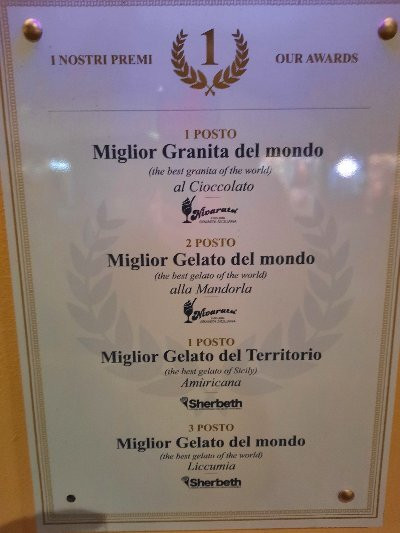 I NOSTRI PREMI
1
OUR AWARDS
1 POSTO
Miglior Granita del mondo
(the best granita of the world)
al Cioccolato
Nivarata
2 POSTO
Miglior Gelato del mondo
(the best gelato of the world)
alla Mandorla
Nivarata
1 POSTO
Miglior Gelato del Territorio
(the best gelato of Sicily)
Amuricana
Sherbeth
3 POSTO
Miglior Gelato del mondo
(the best gelato of the world)
Liccumia
Sherbeth